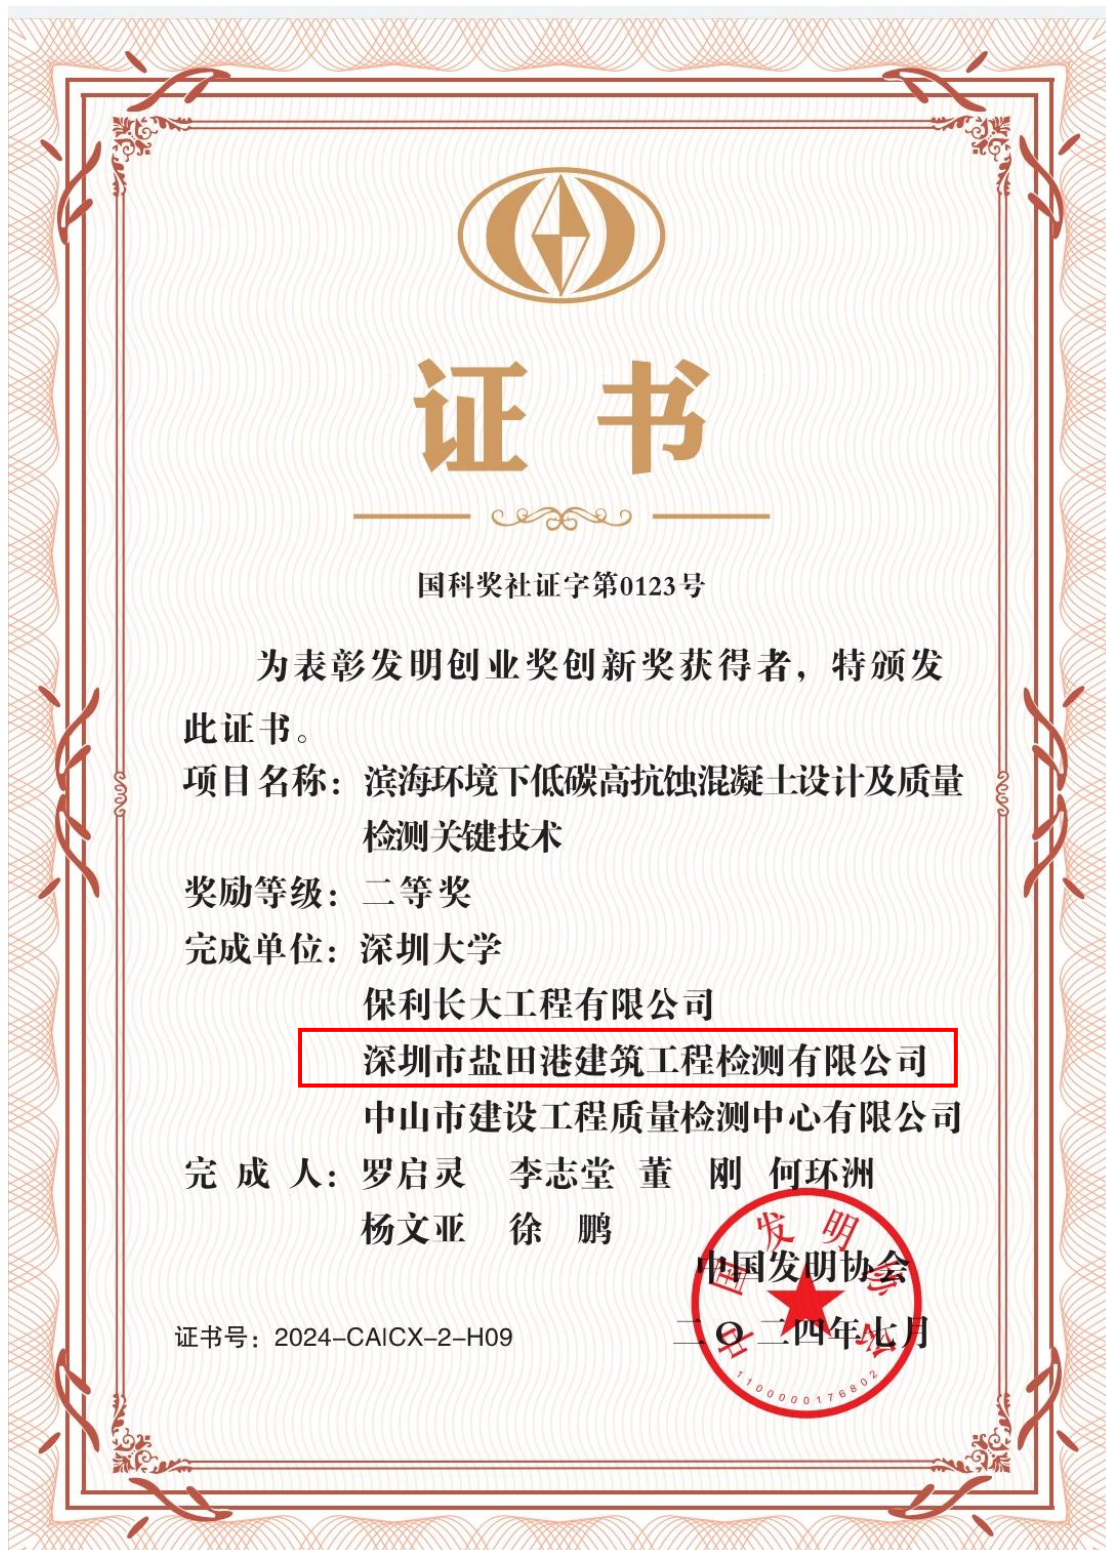 证书
国科奖社证字第0123号
为表彰发明创业奖创新奖获得者，特颁发
此证书。
项目名称：滨海环境下低碳高抗蚀混凝土设计及质量
检测关键技术
奖励等级：二等奖
完成单位：深圳大学
保利长大工程有限公司
深圳市盐田港建筑工程检测有限公司
中山市建设工程质量检测中心有限公司
完成人：罗启灵 李志堂 董刚 何环洲
杨文亚 徐鹏
中国发明协会
二〇二四年七月
证书号：2024-CAICX-2-H09
中国发明协会
1100000176802